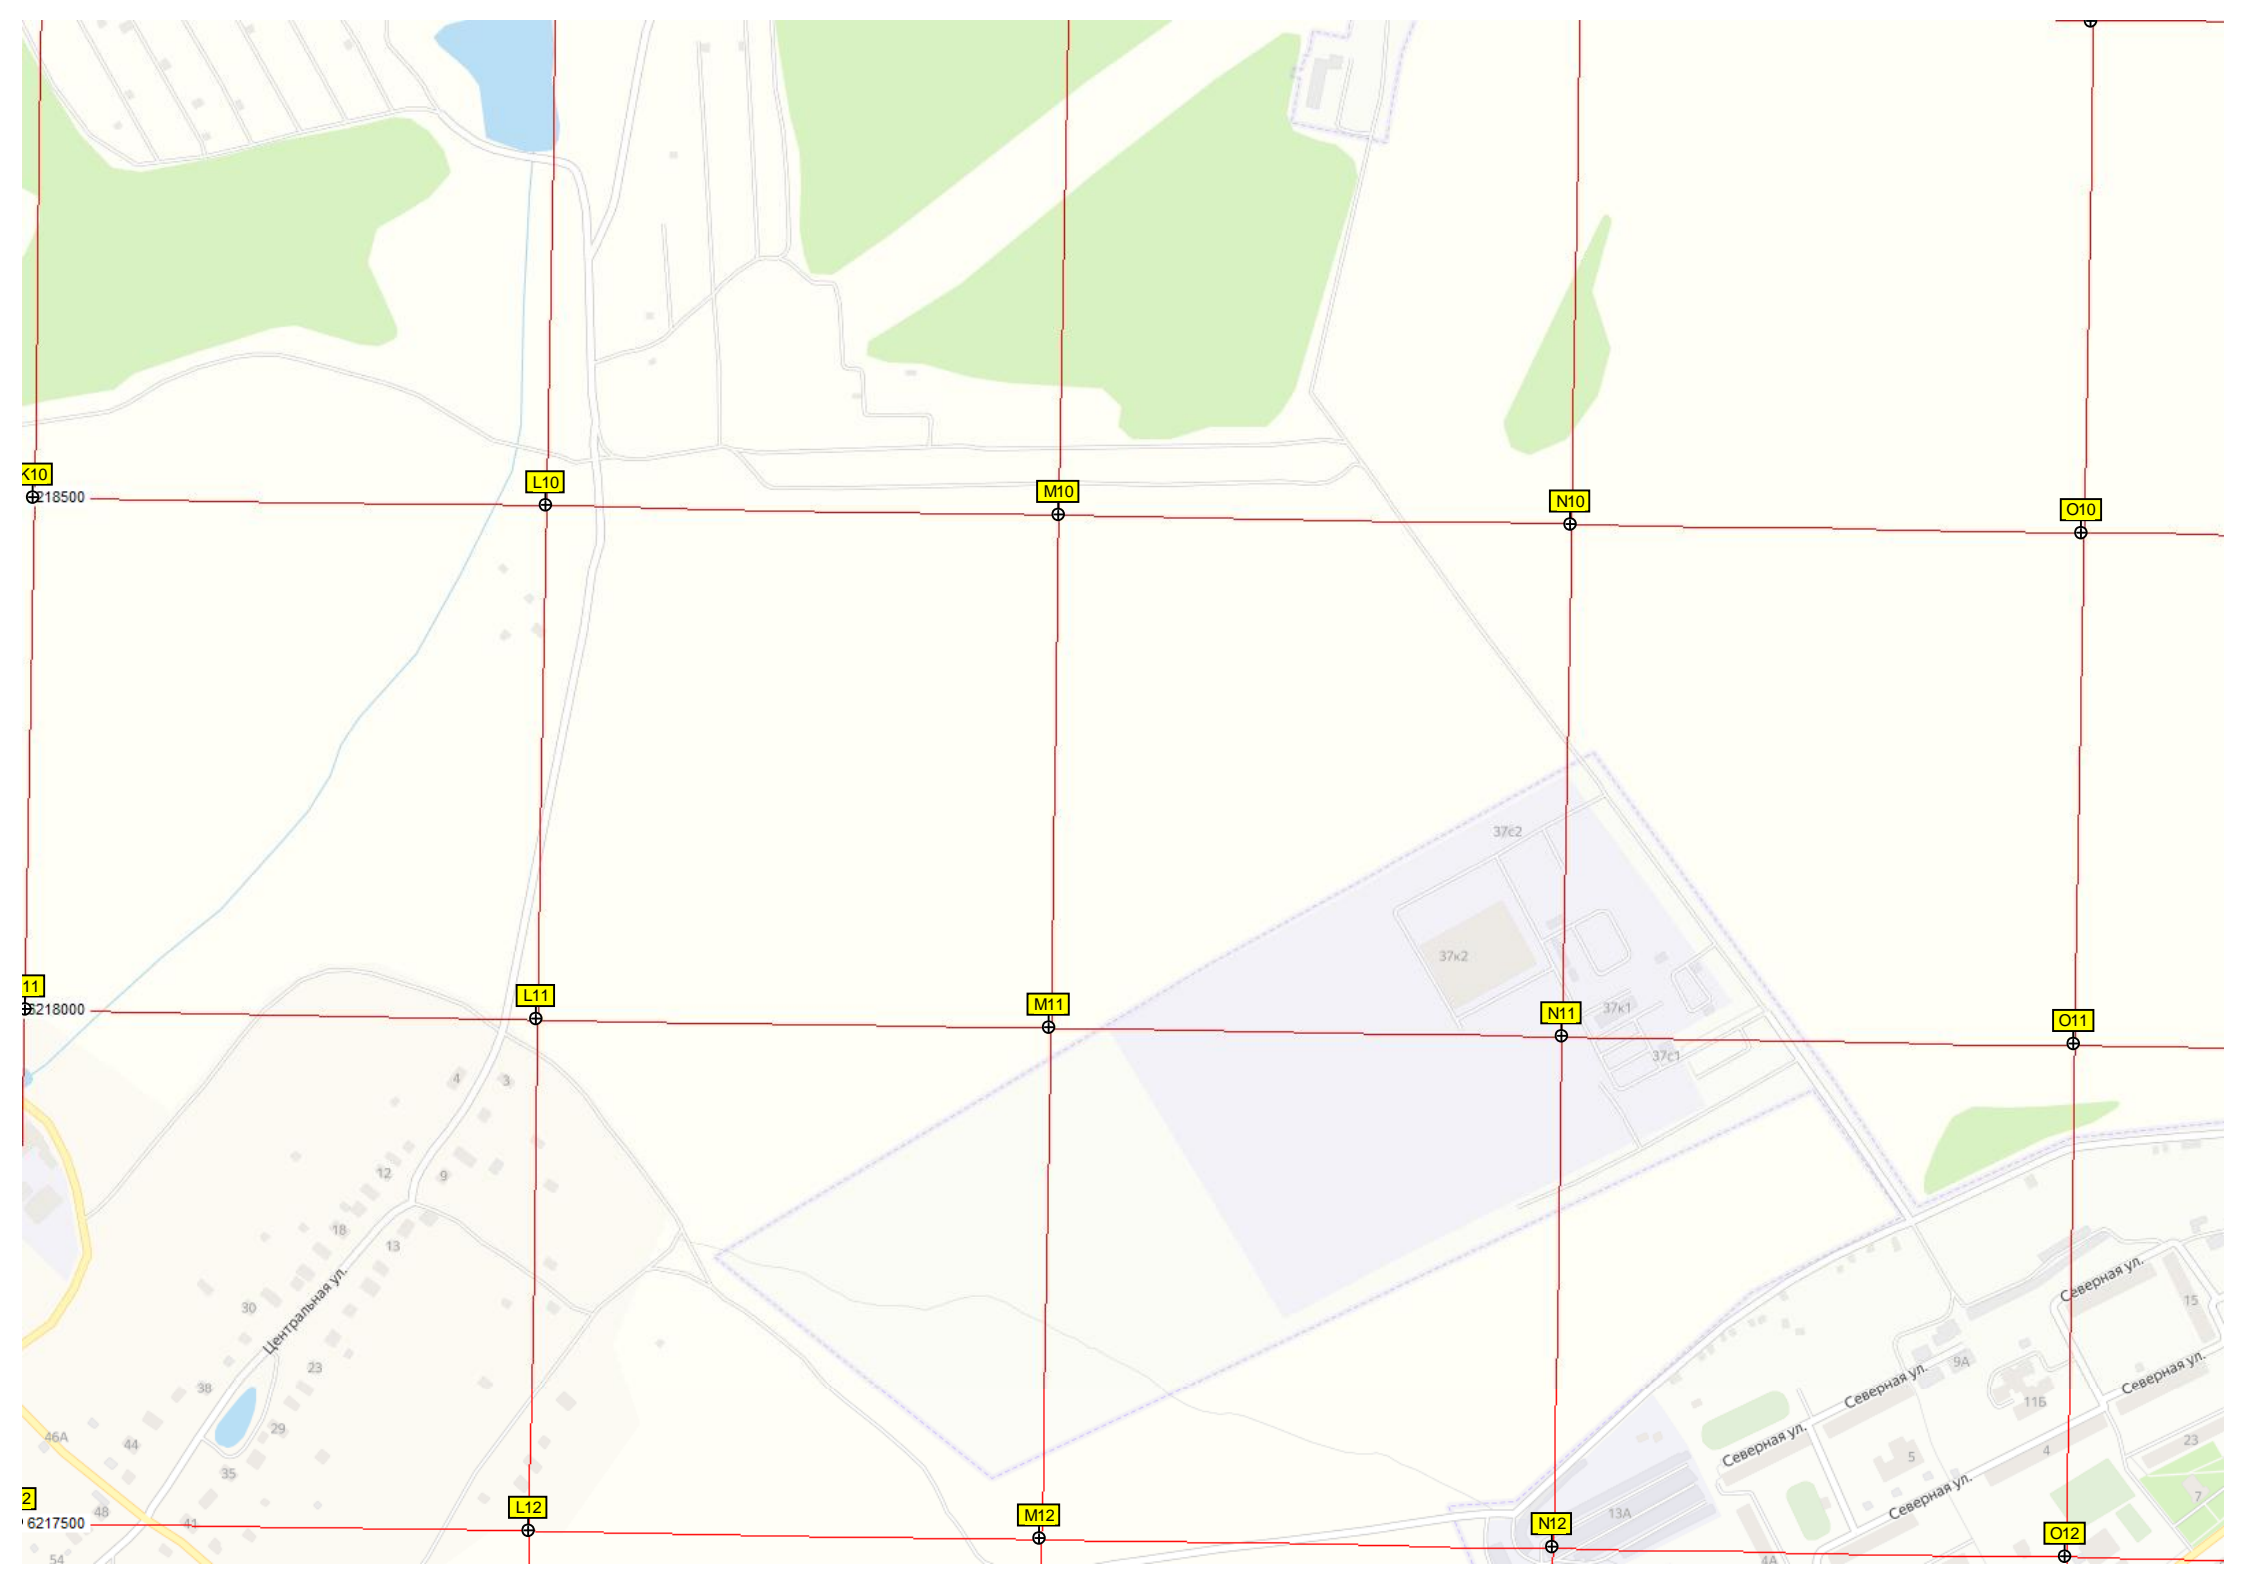 K10
L10
M10
N10
O10
218500
37с2
37к2
11
L11
M11
N11
O11
6218000
37к1
37с1
4
3
12
9
18
13
30
Центральная ул.
23
38
29
46А
44
35
48
41
54
Северная ул.
15
9А
Северная ул.
Северная ул.
11Б
Северная ул.
5
4
23
Северная ул.
7
13А
4А
2
L12
M12
N12
O12
6217500